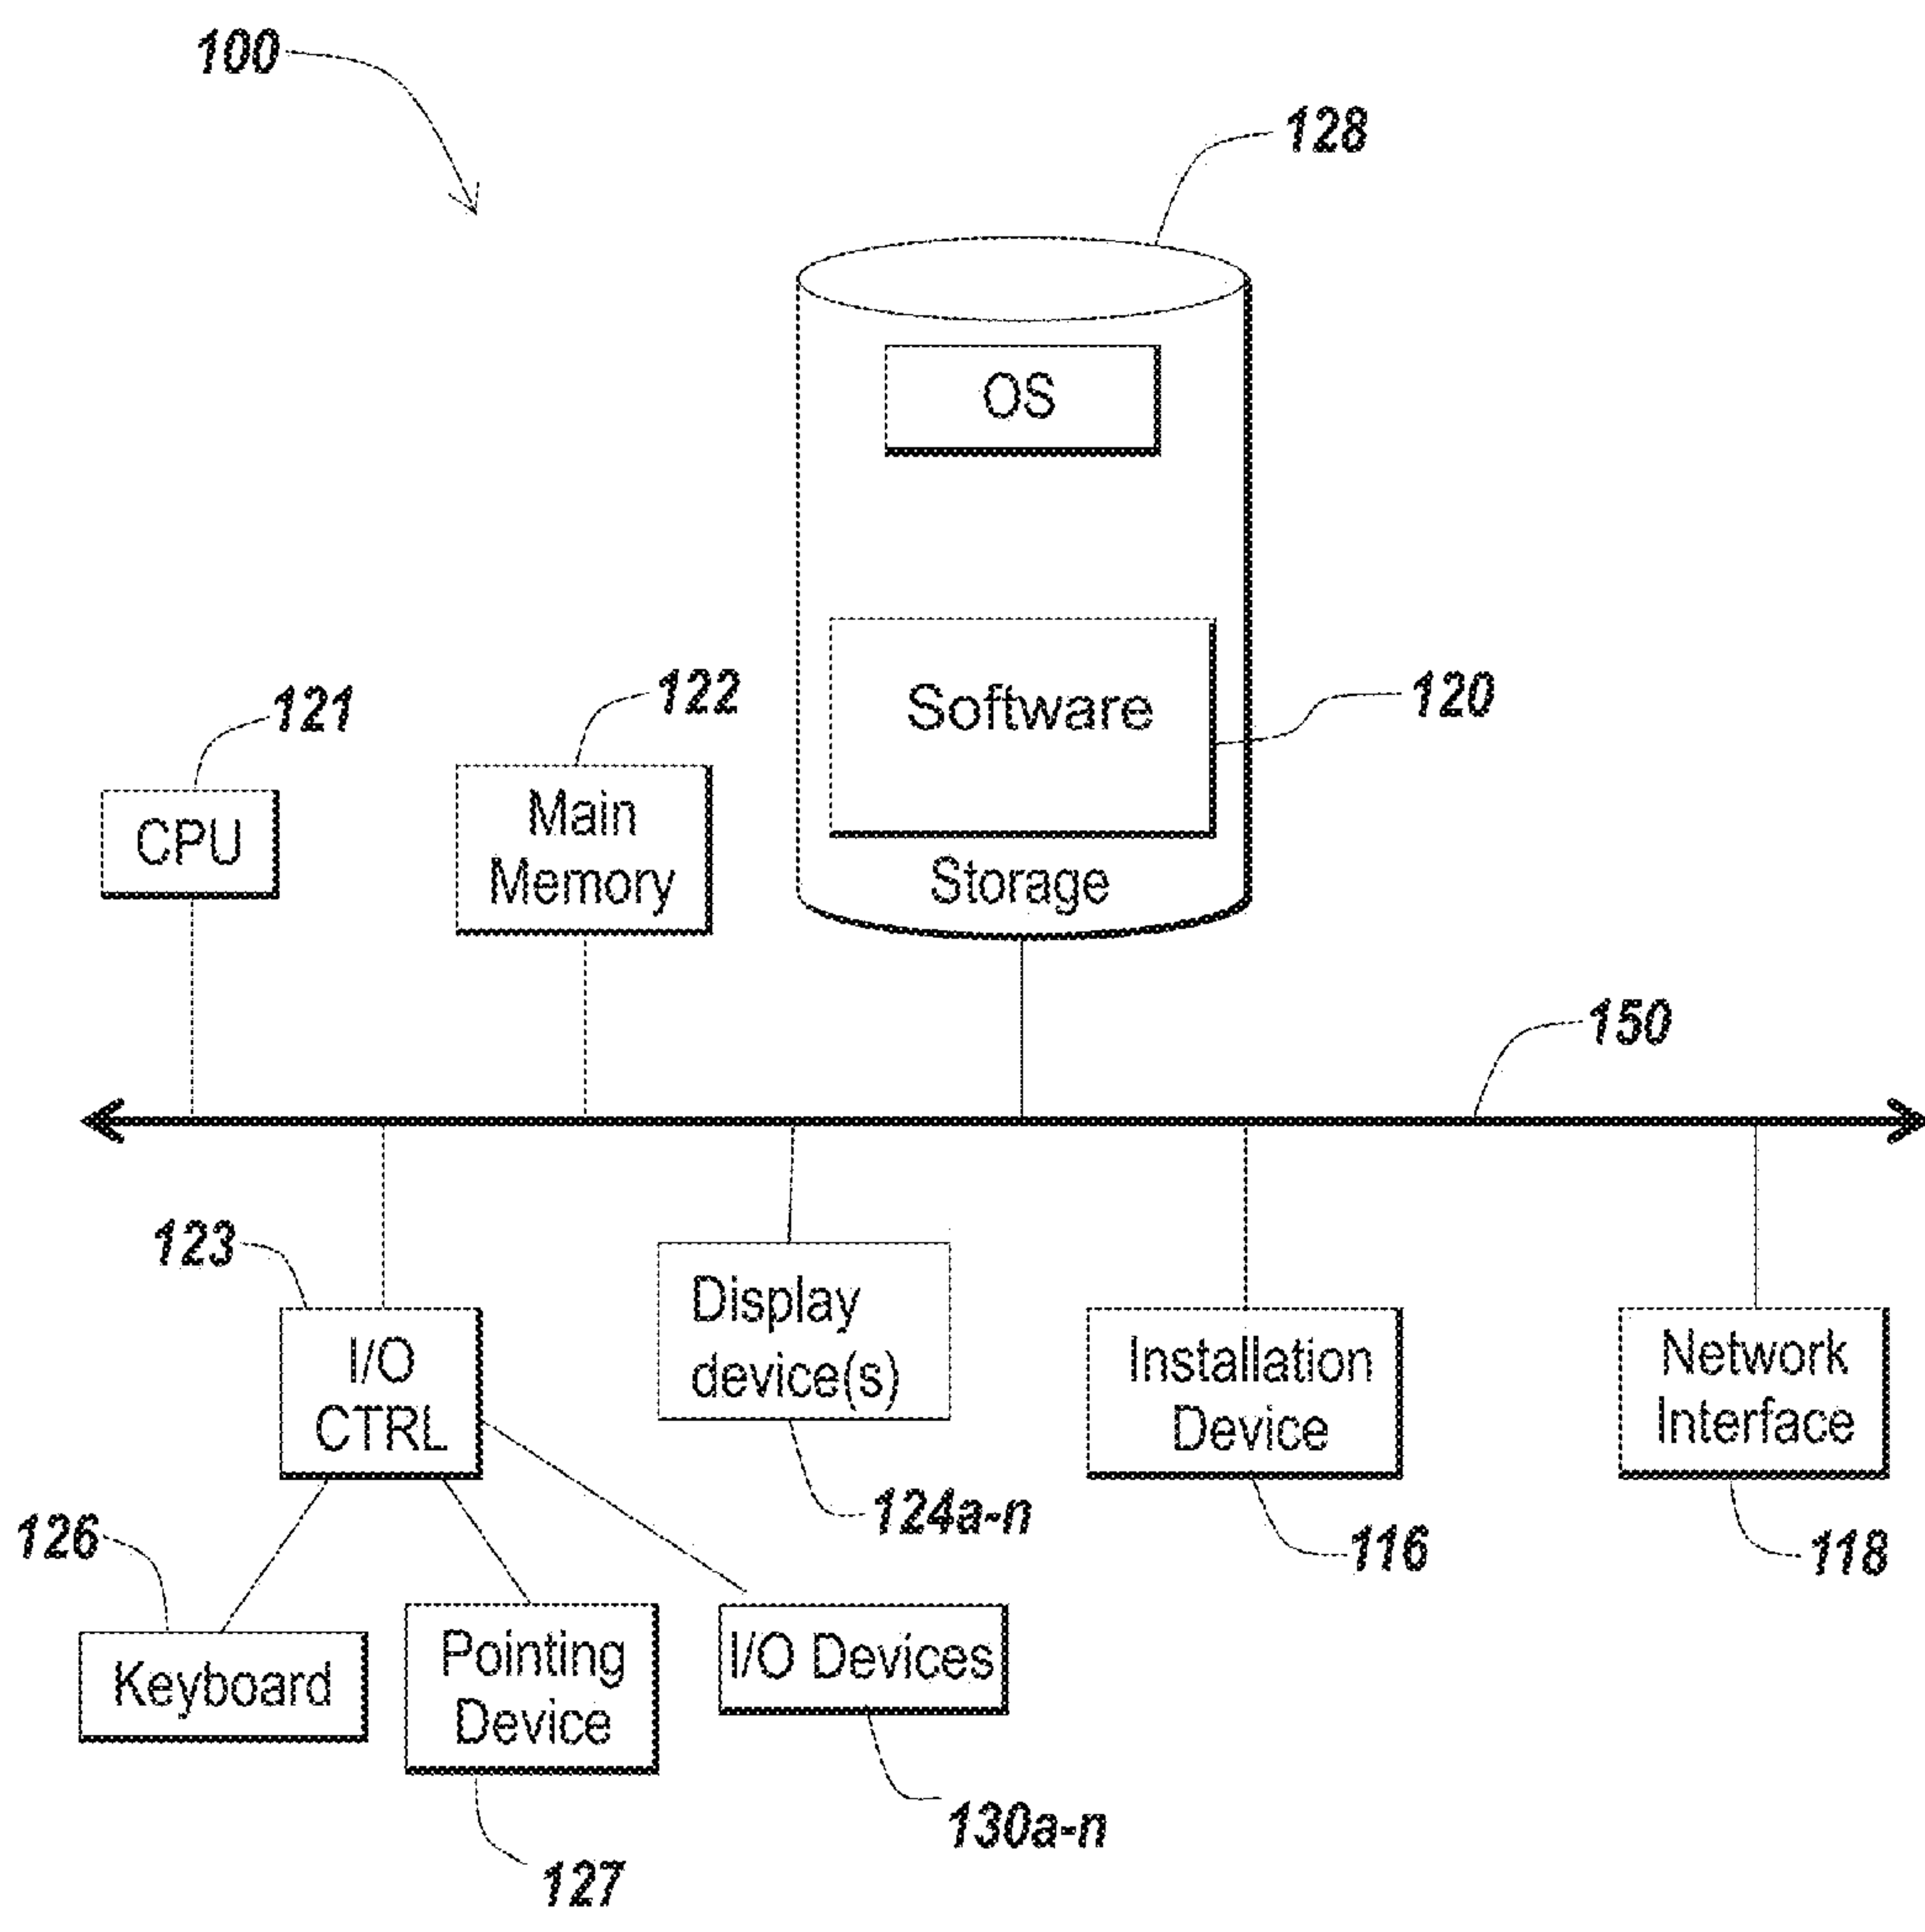 100
128
OS
Software
120
121
122
CPU
Main
Memory
Storage
150
123
I/O
CTRL
Display
device(s)
Installation
Device
Network
Interface
124a-n
116
118
126
Keyboard
Pointing
Device
I/O Devices
130a-n
127